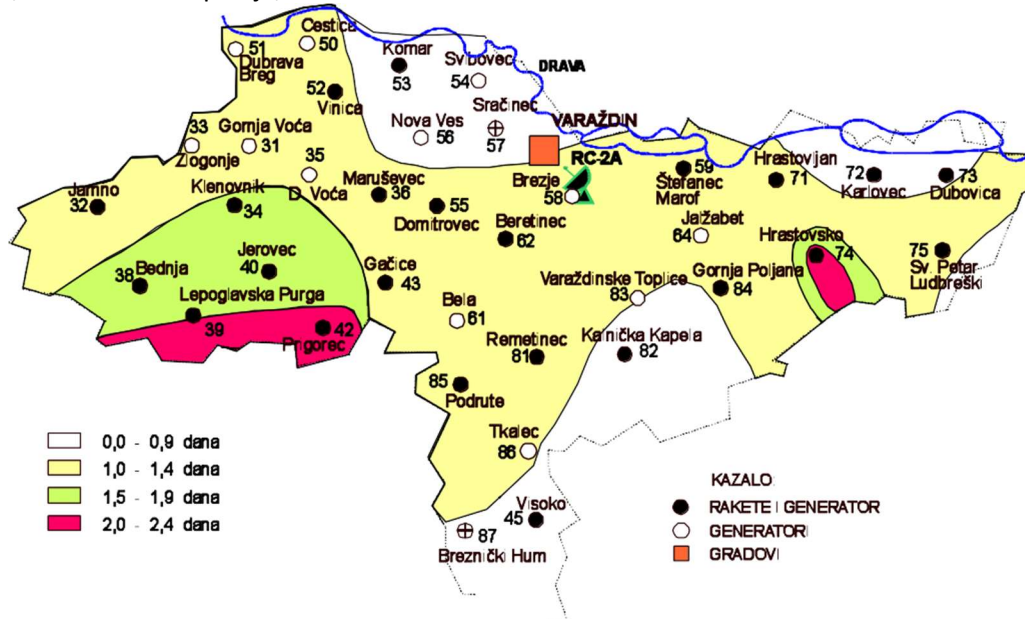 Cestica
50
51
Dubrava
Breg
Komar
53
Svibovec
54
DRAVA
52
Vinica
Sračinec
57
VARAŽDIN
Nova Ves
56
33
Zlogonje
Gornja Voća
31
35
D. Voća
RC-2A
Brezje
58
59
Štefanec
Marof
Hrastovljan
71
72
Karlovec
73
Dubovica
Jamno
32
Klenovnik
34
Maruševec
36
55
Domitrovec
Beretinec
62
Jalžabet
64
Hrastovsko
74
75
Sv. Petar
Ludbreški
38
Bednja
Jerovec
40
Gačice
43
Varaždinske Toplice
83
Gornja Poljana
84
Lepoglavska Purga
39
42
Prigorec
Bela
61
Remetinec
81
Kalnička Kapela
82
85
Podrute
Tkalec
86
Visoko
45
87
Breznički Hum
0,0 - 0,9 dana
1,0 - 1,4 dana
1,5 - 1,9 dana
2,0 - 2,4 dana
KAZALO:
RAKETE I GENERATOR
GENERATORI
GRADOVI